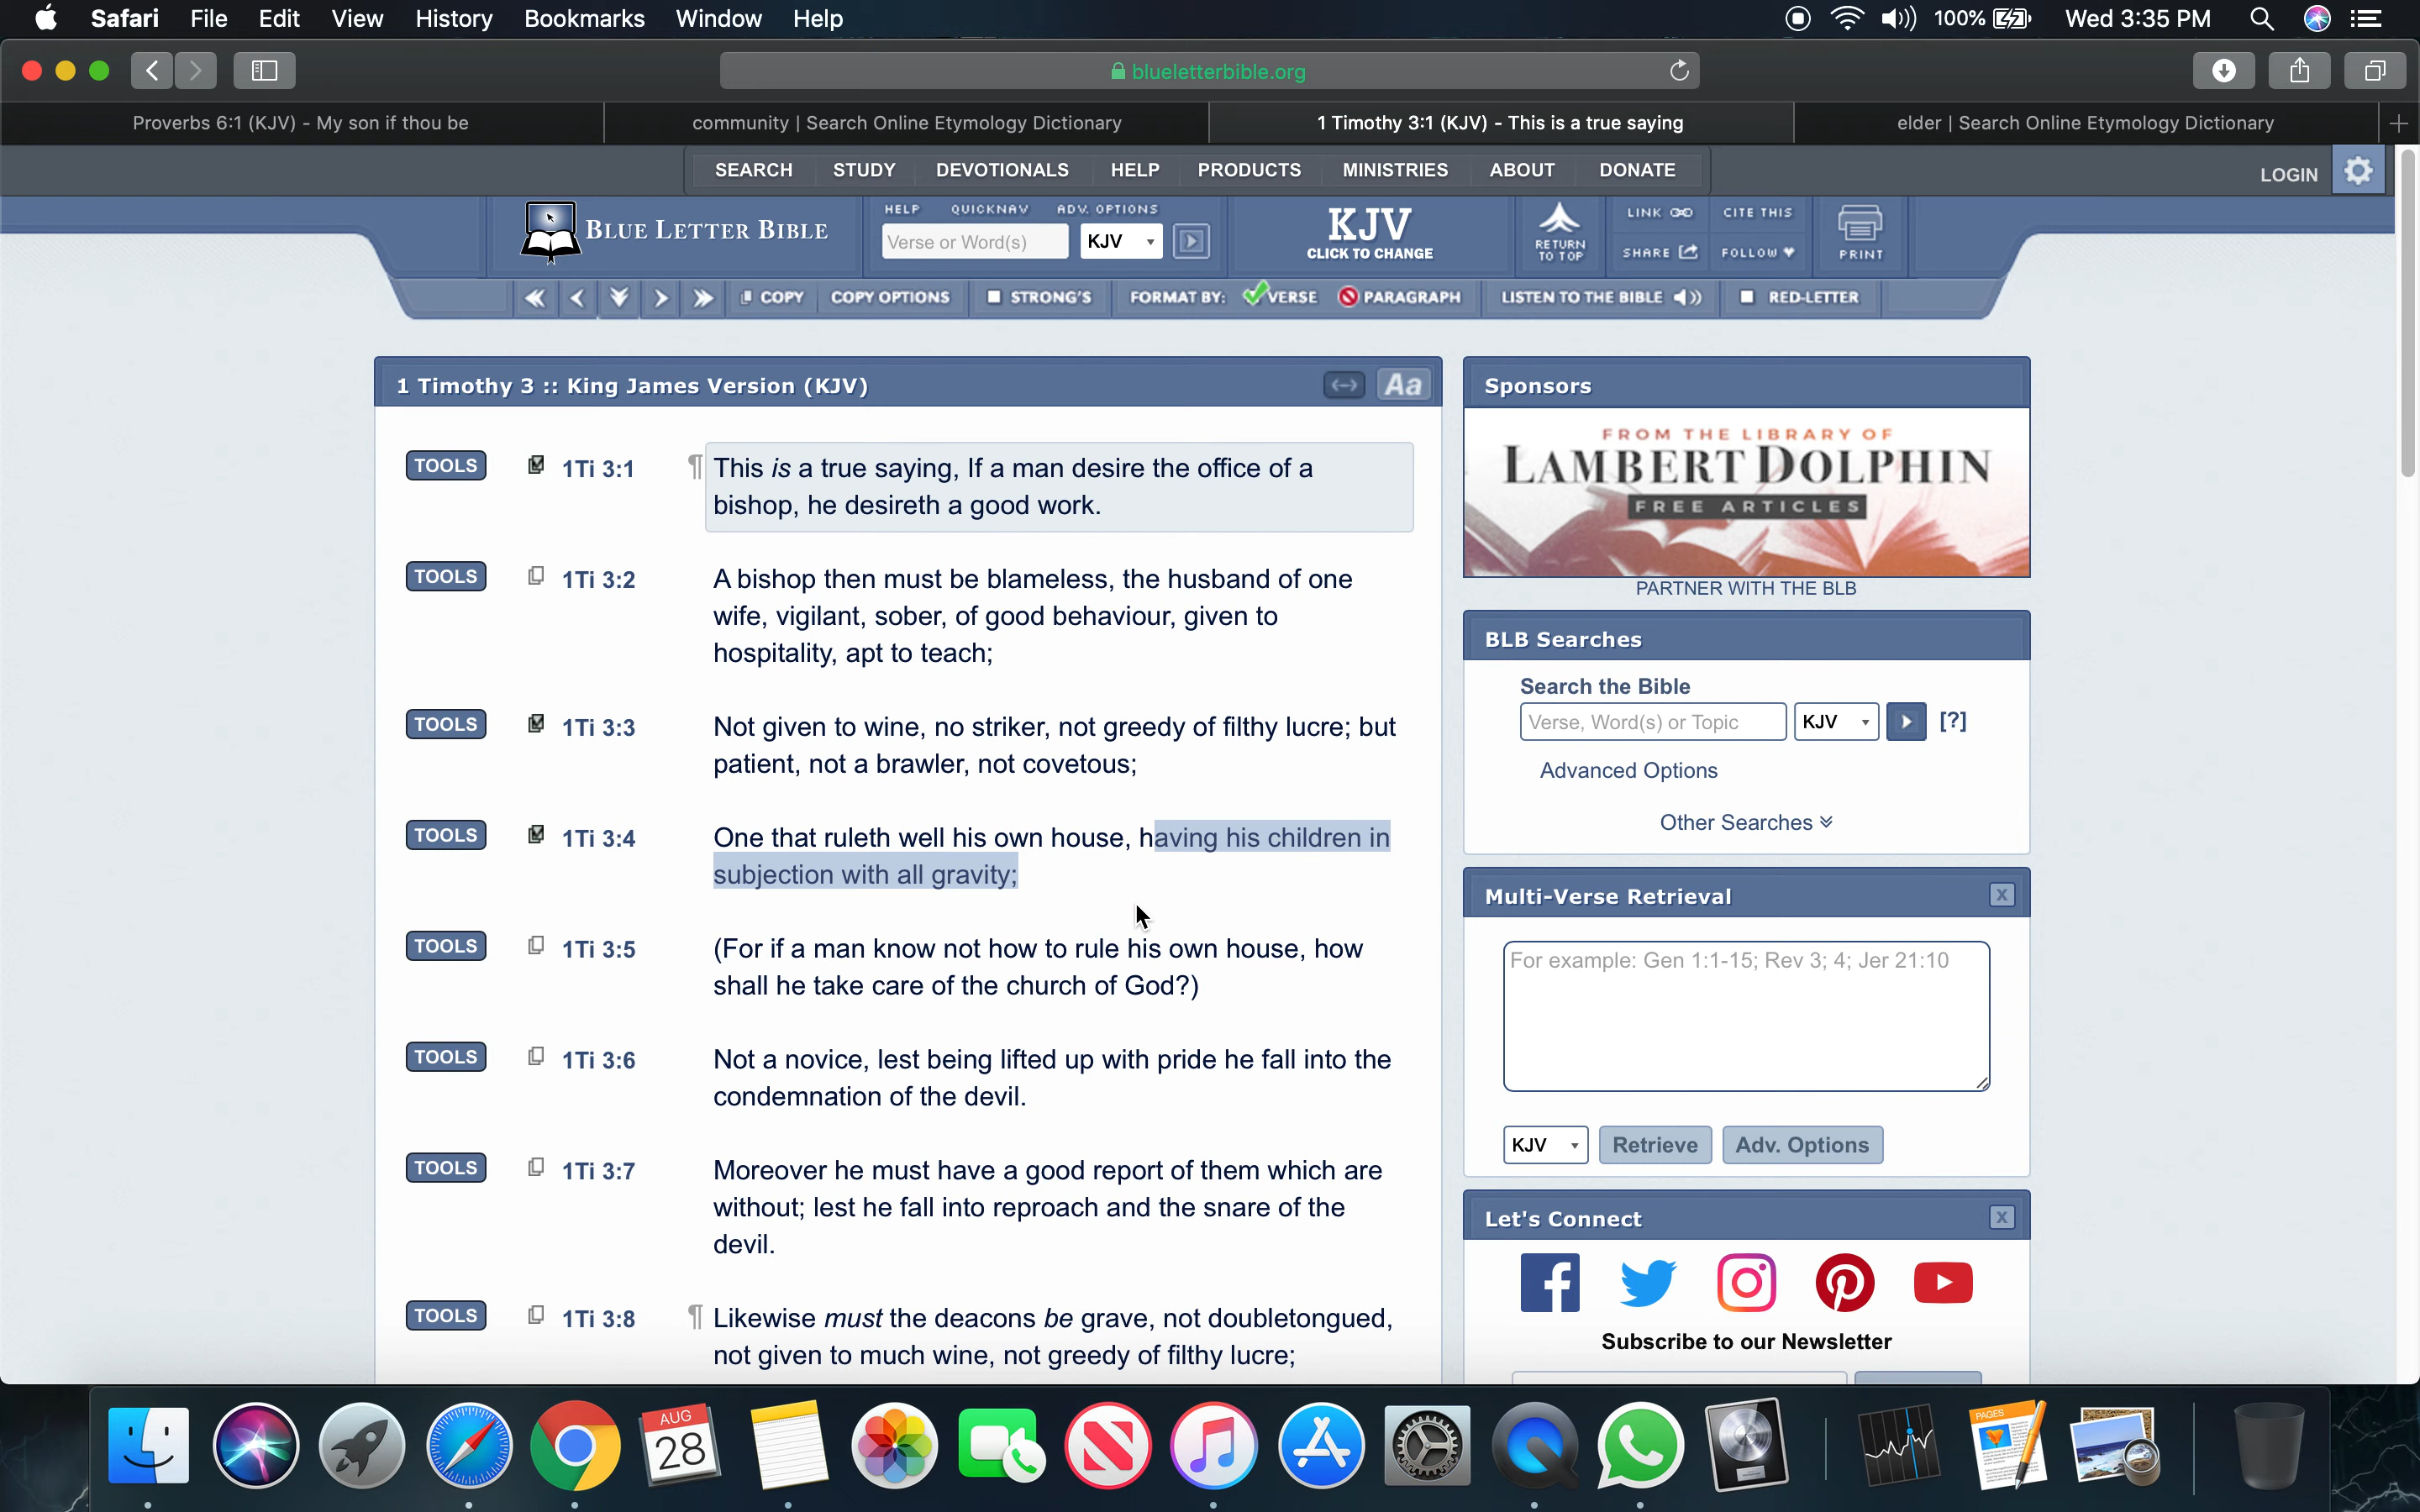 Safari File Edit View History Bookmarks Window Help
100% Wed 3:35 PM
blueletterbible.org
Proverbs 6:1 (KJV) - My son if thou be
community | Search Online Etymology Dictionary
1 Timothy 3:1 (KJV) - This is a true saying
elder | Search Online Etymology Dictionary
SEARCH STUDY DEVOTIONALS HELP PRODUCTS MINISTRIES ABOUT DONATE
LOGIN
BLUE LETTER BIBLE
HELP QUICKNAV ADV. OPTIONS
Verse or Word(s) KJV
KJV
CLICK TO CHANGE
RETURN
TO TOP
LINK CITE THIS
SHARE FOLLOW
PRINT
COPY COPY OPTIONS STRONG'S FORMAT BY: VERSE PARAGRAPH LISTEN TO THE BIBLE RED-LETTER
1 Timothy 3 :: King James Version (KJV)
Aa
TOOLS 1Ti 3:1 ¶ This is a true saying, If a man desire the office of a
bishop, he desireth a good work.
TOOLS 1Ti 3:2 A bishop then must be blameless, the husband of one
wife, vigilant, sober, of good behaviour, given to
hospitality, apt to teach;
TOOLS 1Ti 3:3 Not given to wine, no striker, not greedy of filthy lucre; but
patient, not a brawler, not covetous;
TOOLS 1Ti 3:4 One that ruleth well his own house, having his children in
subjection with all gravity;
TOOLS 1Ti 3:5 (For if a man know not how to rule his own house, how
shall he take care of the church of God?)
TOOLS 1Ti 3:6 Not a novice, lest being lifted up with pride he fall into the
condemnation of the devil.
TOOLS 1Ti 3:7 Moreover he must have a good report of them which are
without; lest he fall into reproach and the snare of the
devil.
TOOLS 1Ti 3:8 ¶ Likewise must the deacons be grave, not doubletongued,
not given to much wine, not greedy of filthy lucre;
Sponsors
FROM THE LIBRARY OF
LAMBERT DOLPHIN
FREE ARTICLES
PARTNER WITH THE BLB
BLB Searches
Search the Bible
Verse, Word(s) or Topic KJV [?]
Advanced Options
Other Searches
Multi-Verse Retrieval X
For example: Gen 1:1-15; Rev 3; 4; Jer 21:10
KJV Retrieve Adv. Options
Let's Connect X
Subscribe to our Newsletter
AUG
28
PAGES